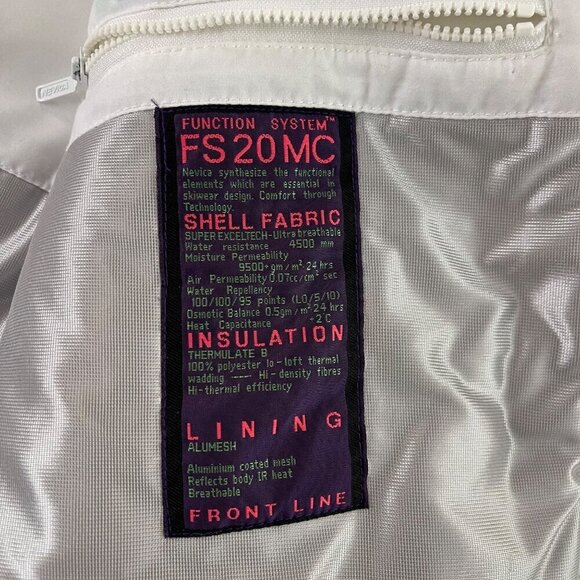 NEVICA
FUNCTION SYSTEM™
FS20MC
Nevica synthesize the functional
elements which are essential in
skiwear design. Comfort through
Technology.
SHELL FABRIC
SUPER EXCELTECH-Ultra breathable
Water resistance 4500 mm
Moisture Permeability
9500+gm/m² 24 hrs
Air Permeability 0.07cc/cm² sec
Water Repellency
100/100/95 points (L0/5/10)
Osmotic Balance 0.5gm/m² 24 hrs
Heat Capacitance +2°C
INSULATION
THERMULATE B
100% polyester lo-loft thermal
wadding ---- Hi-density fibres
Hi-thermal efficiency
LINING
ALUMESH
Aluminium coated mesh
Reflects body IR heat
Breathable
FRONT LINE